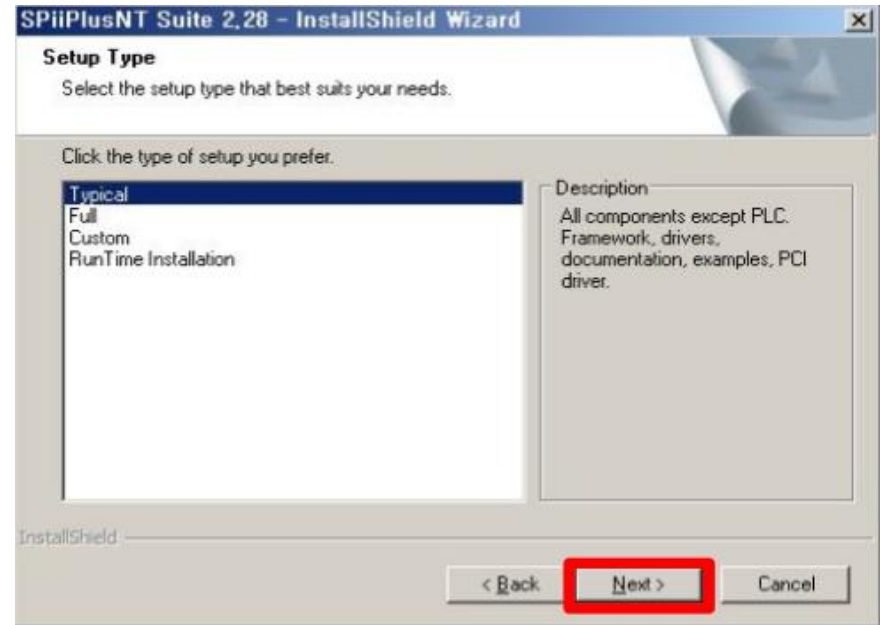 SPiiPlusNT Suite 2,28 - InstallShield Wizard
Setup Type
Select the setup type that best suits your needs.
Click the type of setup you prefer.
Typical
Full
Custom
RunTime Installation
Description
All components except PLC.
Framework, drivers,
documentation, examples, PCI
driver.
InstallShield
< Back
Next >
Cancel